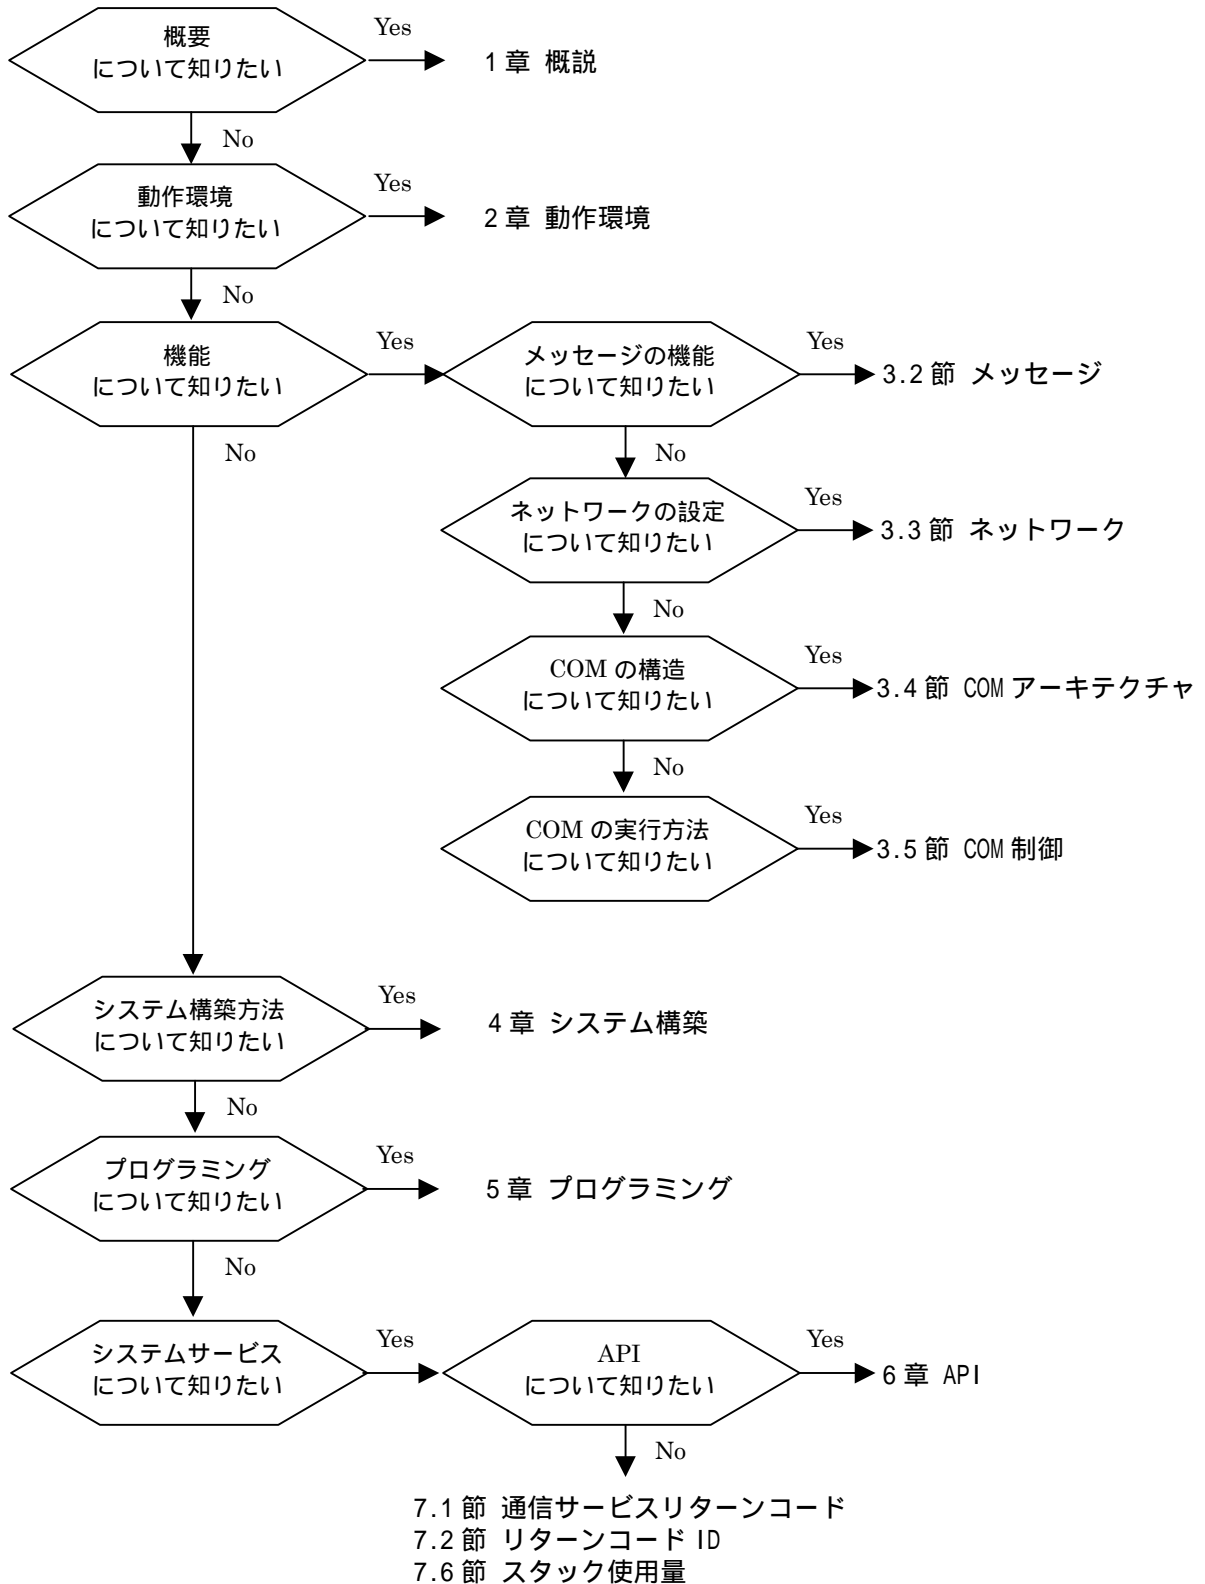 概要
について知りたい
Yes
1章 概説
No
動作環境
について知りたい
Yes
2章 動作環境
No
機能
について知りたい
Yes
メッセージの機能
について知りたい
Yes
3.2節 メッセージ
No
No
ネットワークの設定
について知りたい
Yes
3.3節 ネットワーク
No
COM の構造
について知りたい
Yes
3.4節 COMアーキテクチャ
No
COM の実行方法
について知りたい
Yes
3.5節 COM制御
システム構築方法
について知りたい
Yes
4章 システム構築
No
プログラミング
について知りたい
Yes
5章 プログラミング
No
システムサービス
について知りたい
Yes
API
について知りたい
Yes
6章 API
No
7.1節 通信サービスリターンコード
7.2節 リターンコードID
7.6節 スタック使用量